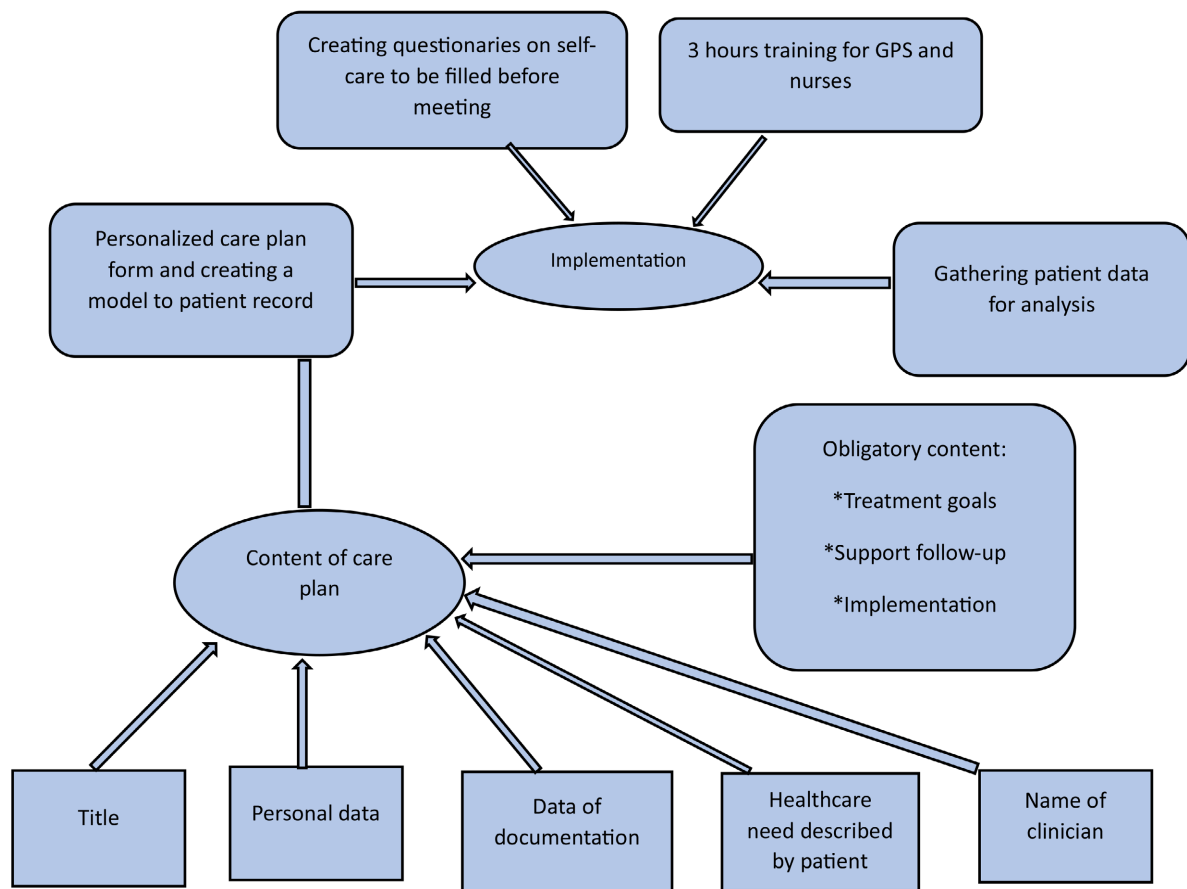 Creating questionaries on self-
care to be filled before
meeting
3 hours training for GPS and
nurses
Personalized care plan
form and creating a
model to patient record
Implementation
Gathering patient data
for analysis
Obligatory content:
*Treatment goals
*Support follow-up
*Implementation
Content of care
plan
Title
Personal data
Data of
documentation
Healthcare
need described
by patient
Name of
clinician